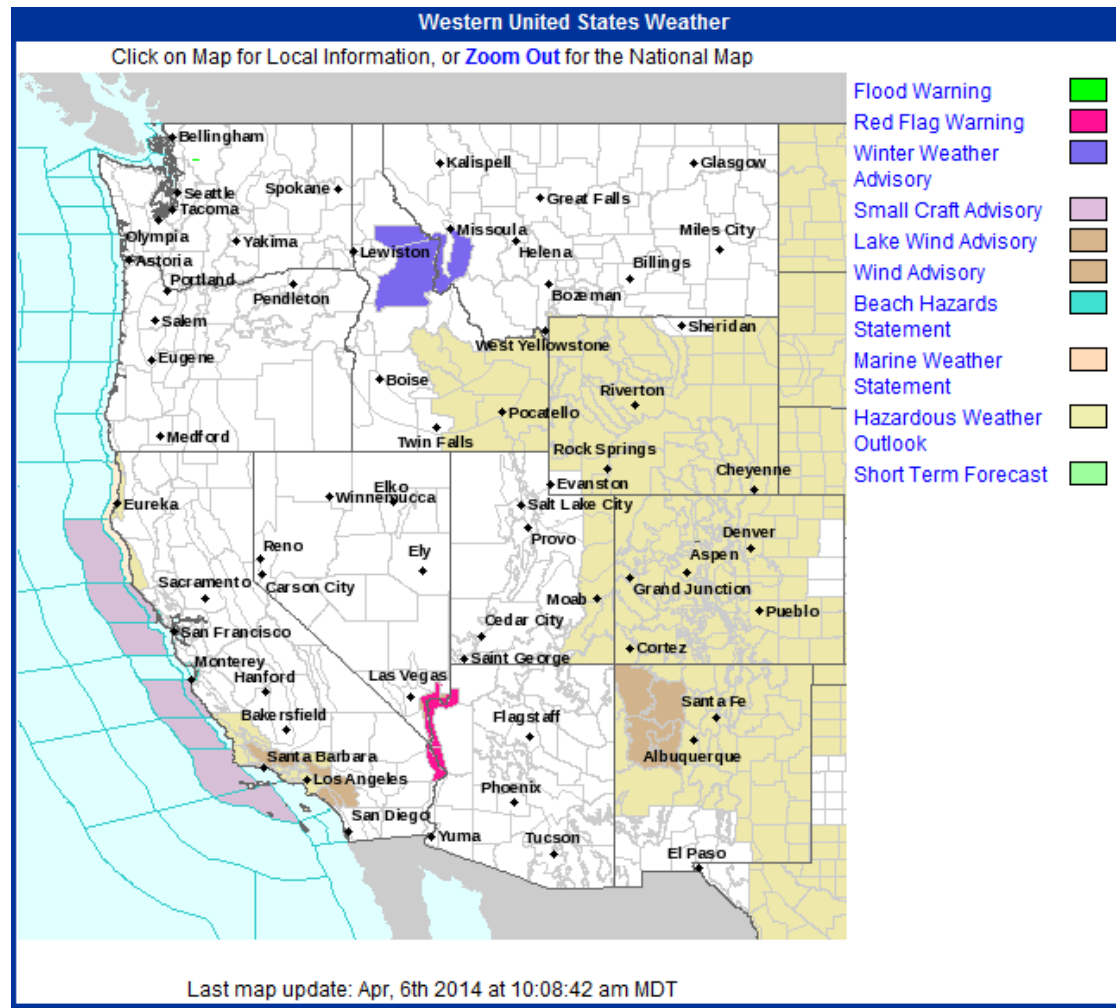 Western United States Weather
Click on Map for Local Information, or Zoom Out for the National Map
Bellingham
Seattle
Tacoma
Olympia
Spokane
Yakima
Astoria
Portland
Pendleton
Salem
Eugene
Medford
Lewiston
Kalispell
Glasgow
Great Falls
Missoula
Helena
Miles City
Billings
Bozeman
West Yellowstone
Sheridan
Boise
Pocatello
Twin Falls
Riverton
Rock Springs
Cheyenne
Evanston
Eureka
Elko
Winnemucca
Salt Lake City
Provo
Reno
Ely
Carson City
Sacramento
San Francisco
Monterey
Hanford
Bakersfield
Denver
Aspen
Grand Junction
Moab
Pueblo
Cedar City
Cortez
Saint George
Las Vegas
Flagstaff
Santa Fe
Albuquerque
Santa Barbara
Los Angeles
San Diego
Phoenix
Yuma
Tucson
El Paso
Flood Warning
Red Flag Warning
Winter Weather
Advisory
Small Craft Advisory
Lake Wind Advisory
Wind Advisory
Beach Hazards
Statement
Marine Weather
Statement
Hazardous Weather
Outlook
Short Term Forecast
Last map update: Apr, 6th 2014 at 10:08:42 am MDT